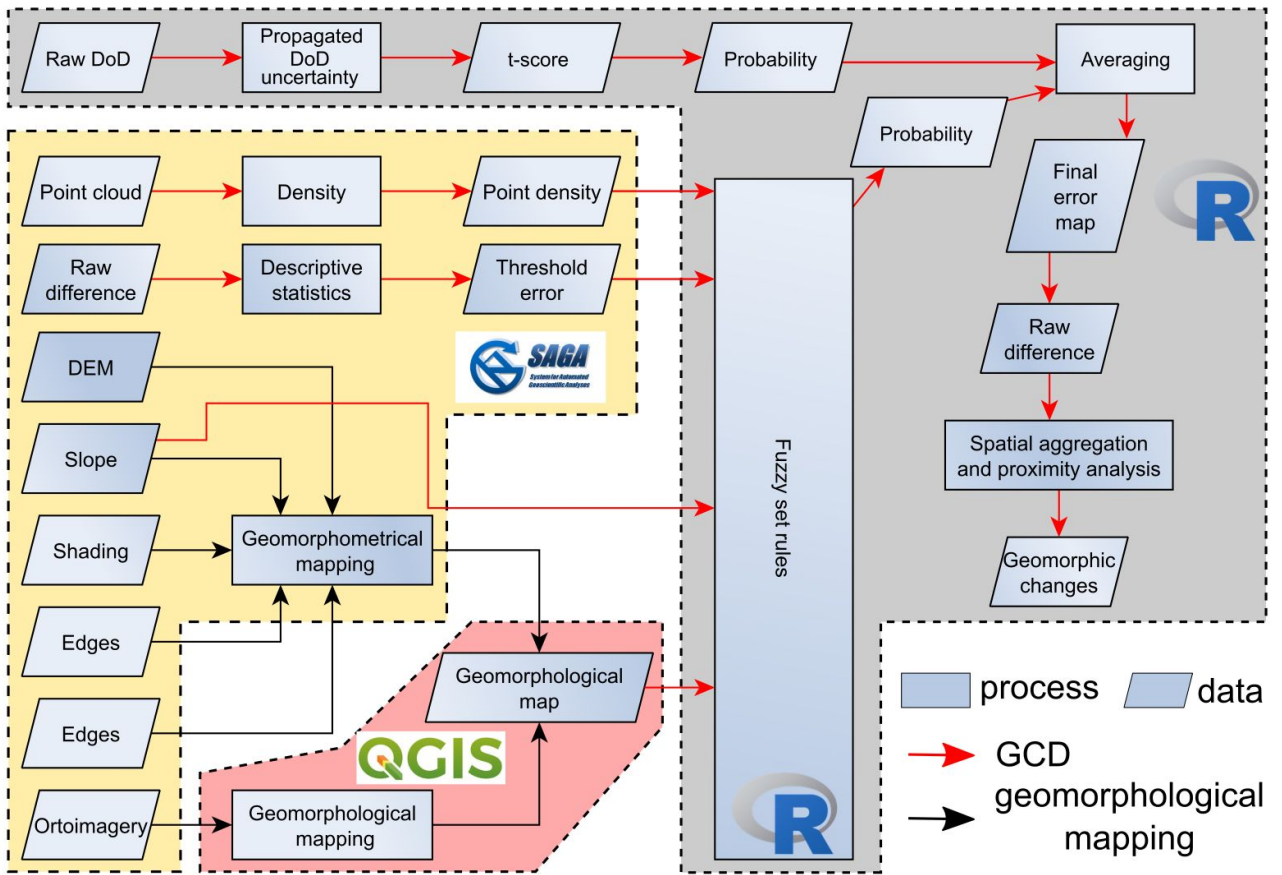 Raw DoD
Propagated
DoD
uncertainty
t-score
Probability
Averaging
Probability
Point cloud
Density
Point density
Final
error
map
R
Raw
difference
Descriptive
statistics
Threshold
error
SAGA
System for Automated
Geoscientific Analyses
DEM
Raw
difference
Slope
Spatial aggregation
and proximity analysis
Fuzzy set rules
Shading
Geomorphometrical
mapping
Geomorphic
changes
Edges
Geomorphological
map
process
data
Edges
QGIS
GCD
R
Ortoimagery
Geomorphological
mapping
geomorphological
mapping